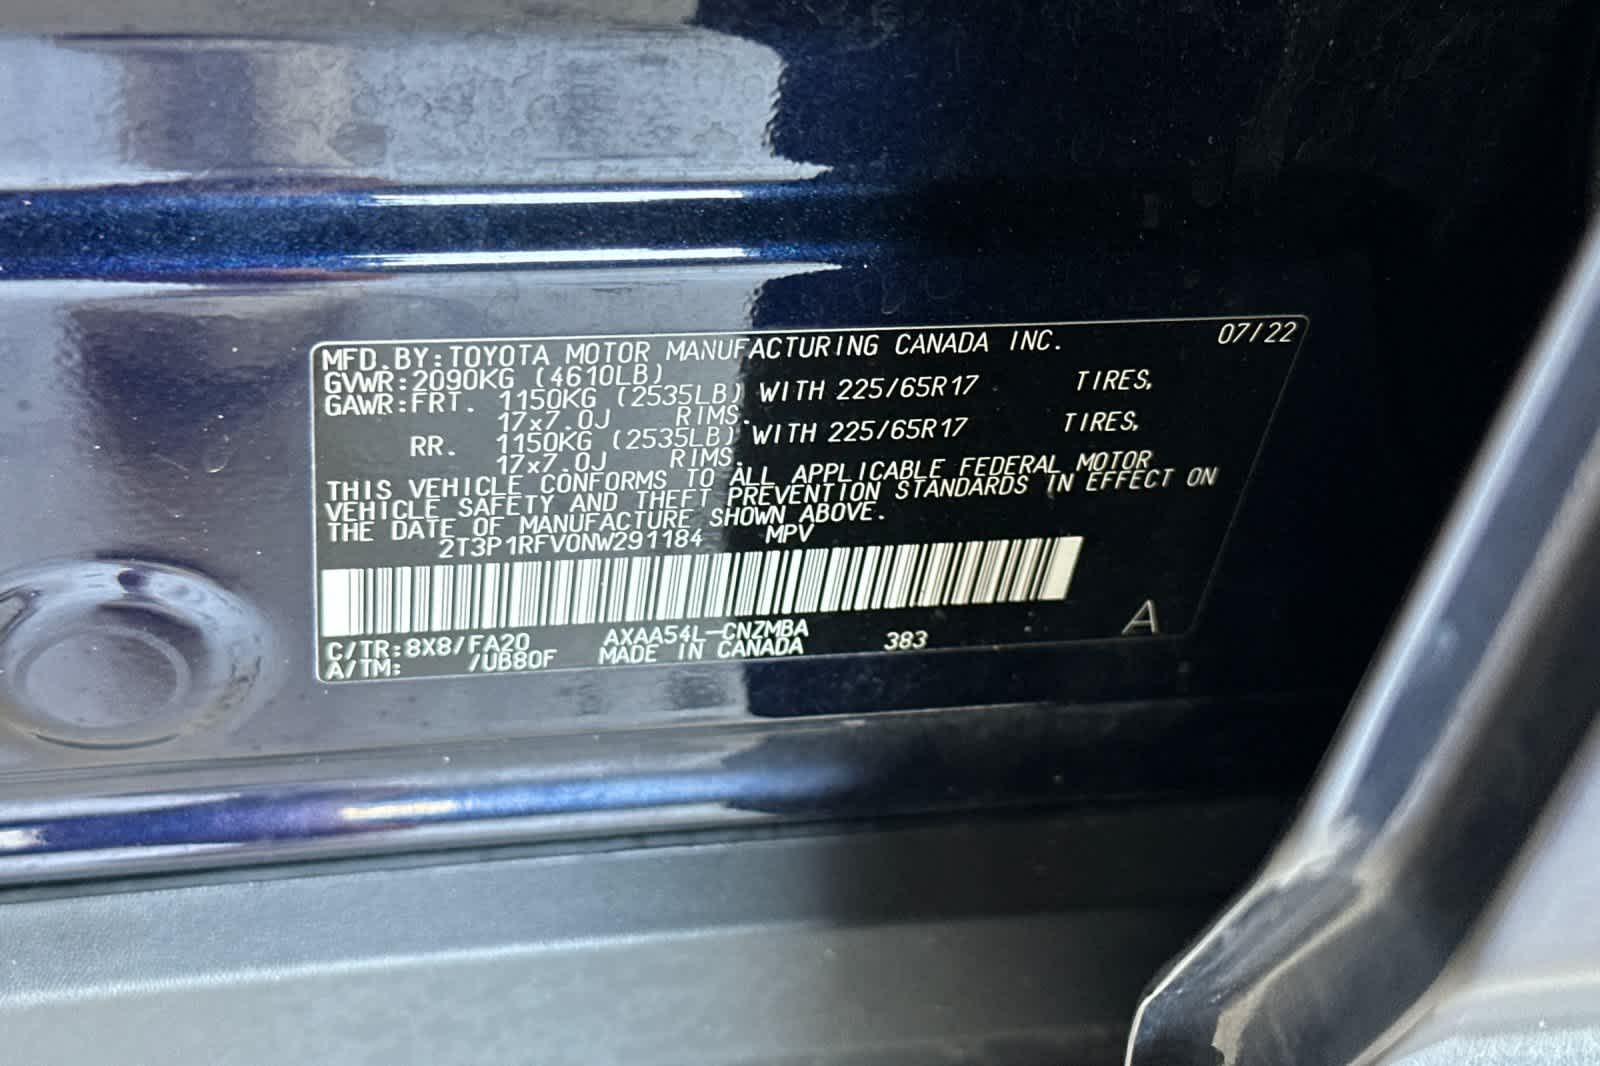 MFD.BY:TOYOTA MOTOR MANUFACTURING CANADA INC. 07/22
GVWR:2090KG (4610LB)
GAWR:FRT. 1150KG (2535LB) WITH 225/65R17 TIRES,
17x7.0J RIMS.
RR. 1150KG (2535LB) WITH 225/65R17 TIRES,
17x7.0J RIMS.
THIS VEHICLE CONFORMS TO ALL APPLICABLE FEDERAL MOTOR
VEHICLE SAFETY AND THEFT PREVENTION STANDARDS IN EFFECT ON
THE DATE OF MANUFACTURE SHOWN ABOVE.
2T3P1RFV0NW291184 MPV
C/TR:8X8/FA20 AXAA54L-CNZMBA 383 A
A/TM: /UB80F MADE IN CANADA